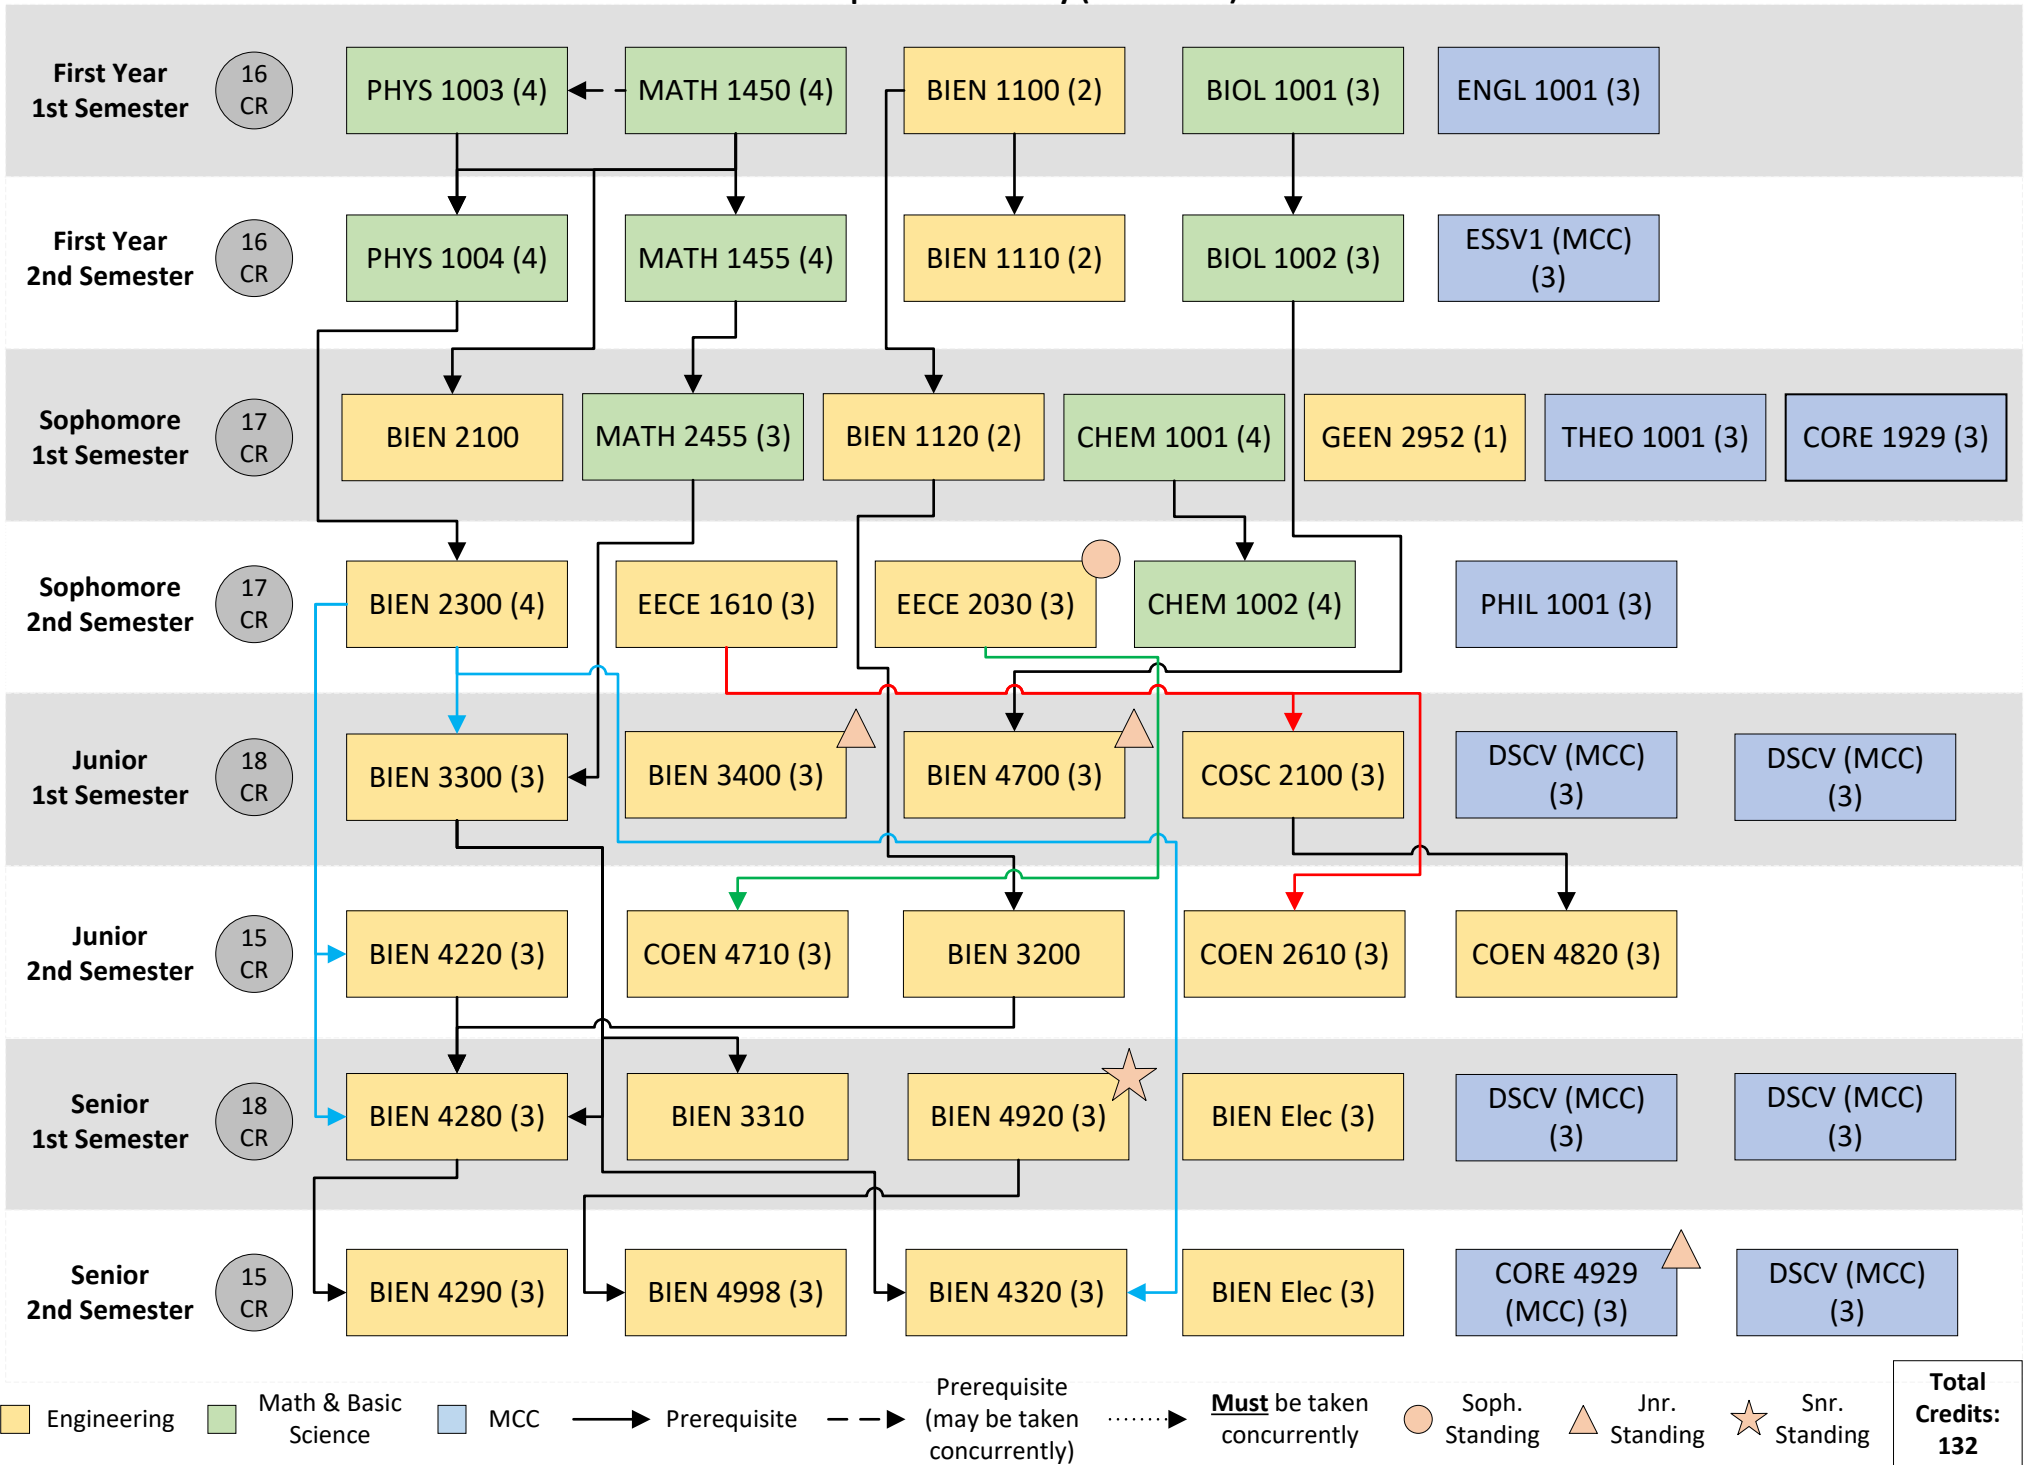 First Year
1st Semester
16
CR
PHYS 1003 (4)
MATH 1450 (4)
BIEN 1100 (2)
BIOL 1001 (3)
ENGL 1001 (3)
First Year
2nd Semester
16
CR
PHYS 1004 (4)
MATH 1455 (4)
BIEN 1110 (2)
BIOL 1002 (3)
ESSV1 (MCC)
(3)
Sophomore
1st Semester
17
CR
BIEN 2100
MATH 2455 (3)
BIEN 1120 (2)
CHEM 1001 (4)
GEEN 2952 (1)
THEO 1001 (3)
CORE 1929 (3)
Sophomore
2nd Semester
17
CR
BIEN 2300 (4)
EECE 1610 (3)
EECE 2030 (3)
CHEM 1002 (4)
PHIL 1001 (3)
Junior
1st Semester
18
CR
BIEN 3300 (3)
BIEN 3400 (3)
BIEN 4700 (3)
COSC 2100 (3)
DSCV (MCC)
(3)
DSCV (MCC)
(3)
Junior
2nd Semester
15
CR
BIEN 4220 (3)
COEN 4710 (3)
BIEN 3200
COEN 2610 (3)
COEN 4820 (3)
Senior
1st Semester
18
CR
BIEN 4280 (3)
BIEN 3310
BIEN 4920 (3)
BIEN Elec (3)
DSCV (MCC)
(3)
DSCV (MCC)
(3)
Senior
2nd Semester
15
CR
BIEN 4290 (3)
BIEN 4998 (3)
BIEN 4320 (3)
BIEN Elec (3)
CORE 4929
(MCC) (3)
DSCV (MCC)
(3)
Engineering
Math & Basic
Science
MCC
Prerequisite
Prerequisite
(may be taken
concurrently)
Must be taken
concurrently
Soph.
Standing
Jnr.
Standing
Snr.
Standing
Total
Credits:
132